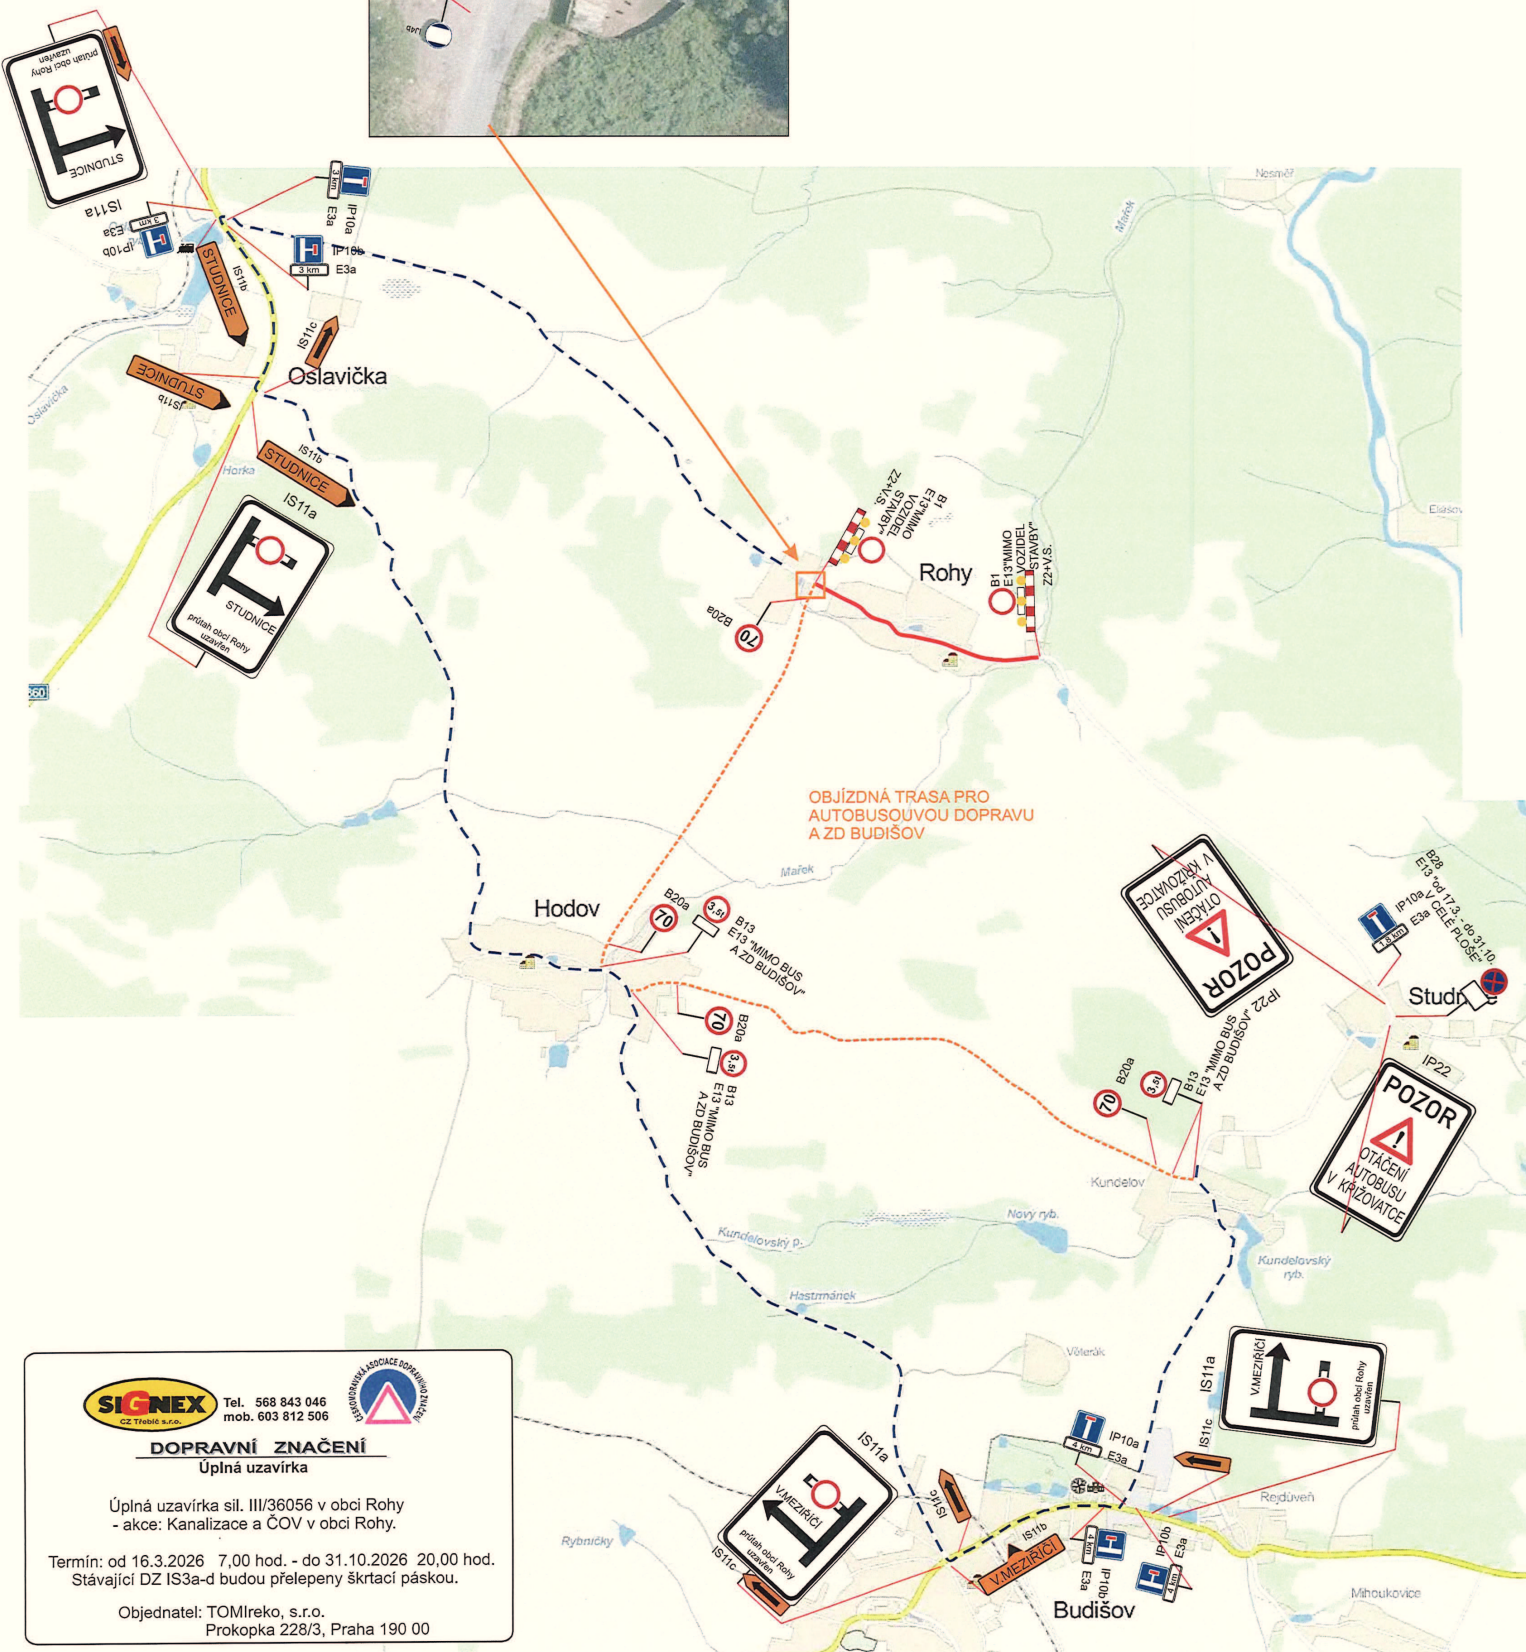 IJ4b
průtah obcí Rohy
uzavřen
STUDNICE
IS11a
3 km
E3a
IP10b
3 km
E3a
IP10a
IP10b
3 km
E3a
STUDNICE
IS11b
IS11c
STUDNICE
IS11b
Oslavička
Oslavička
Horka
STUDNICE
IS11b
IS11a
STUDNICE
průtah obcí Rohy
uzavřen
360
Nesměř
Mařek
Eliášov
B1
E13"MIMO
VOZIDEL
STAVBY"
Z2+V.S.
Rohy
B1
E13"MIMO
VOZIDEL
STAVBY"
Z2+V.S.
70
B20a
OBJÍZDNÁ TRASA PRO
AUTOBUSOUVOU DOPRAVU
A ZD BUDIŠOV
Mařek
Hodov
B20a
70
3,5t
B13
E13 "MIMO BUS
A ZD BUDIŠOV"
70
B20a
3,5t
B13
E13 "MIMO BUS
A ZD BUDIŠOV"
POZOR
OTÁČENÍ
AUTOBUSU
V KŘIŽOVATCE
IP22
B28
E13 "od 17.3. - do 31.10.
V CELÉ PLOŠE"
IP10a
E3a
1,8 km
IP22
POZOR
OTÁČENÍ
AUTOBUSU
V KŘIŽOVATCE
B20a
70
3,5t
B13
E13 "MIMO BUS
A ZD BUDIŠOV"
Kundelov
Nový ryb.
Kundelovský p.
Kundelovský
ryb.
Hastrmánek
Věterák
V.MEZIŘÍČÍ
průtah obcí Rohy
uzavřen
IS11a
IS11c
IP10a
4 km
E3a
IS11a
V.MEZIŘÍČÍ
průtah obcí Rohy
uzavřen
IS11c
IS11c
IS11b
V.MEZIŘÍČÍ
4 km
E3a
IP10b
IP10b
4 km
E3a
Rejdůveň
Rybníčky
Budišov
Mihoukovice
SIGNEX
CZ Třebíč s.r.o.
Tel. 568 843 046
mob. 603 812 506
ČESKOMORAVSKÁ ASOCIACE DOPRAVNÍHO ZNAČENÍ
DOPRAVNÍ ZNAČENÍ
Úplná uzavírka
Úplná uzavírka sil. III/36056 v obci Rohy
- akce: Kanalizace a ČOV v obci Rohy.
Termín: od 16.3.2026 7,00 hod. - do 31.10.2026 20,00 hod.
Stávající DZ IS3a-d budou přelepeny škrtací páskou.
Objednatel: TOMIreko, s.r.o.
Prokopka 228/3, Praha 190 00